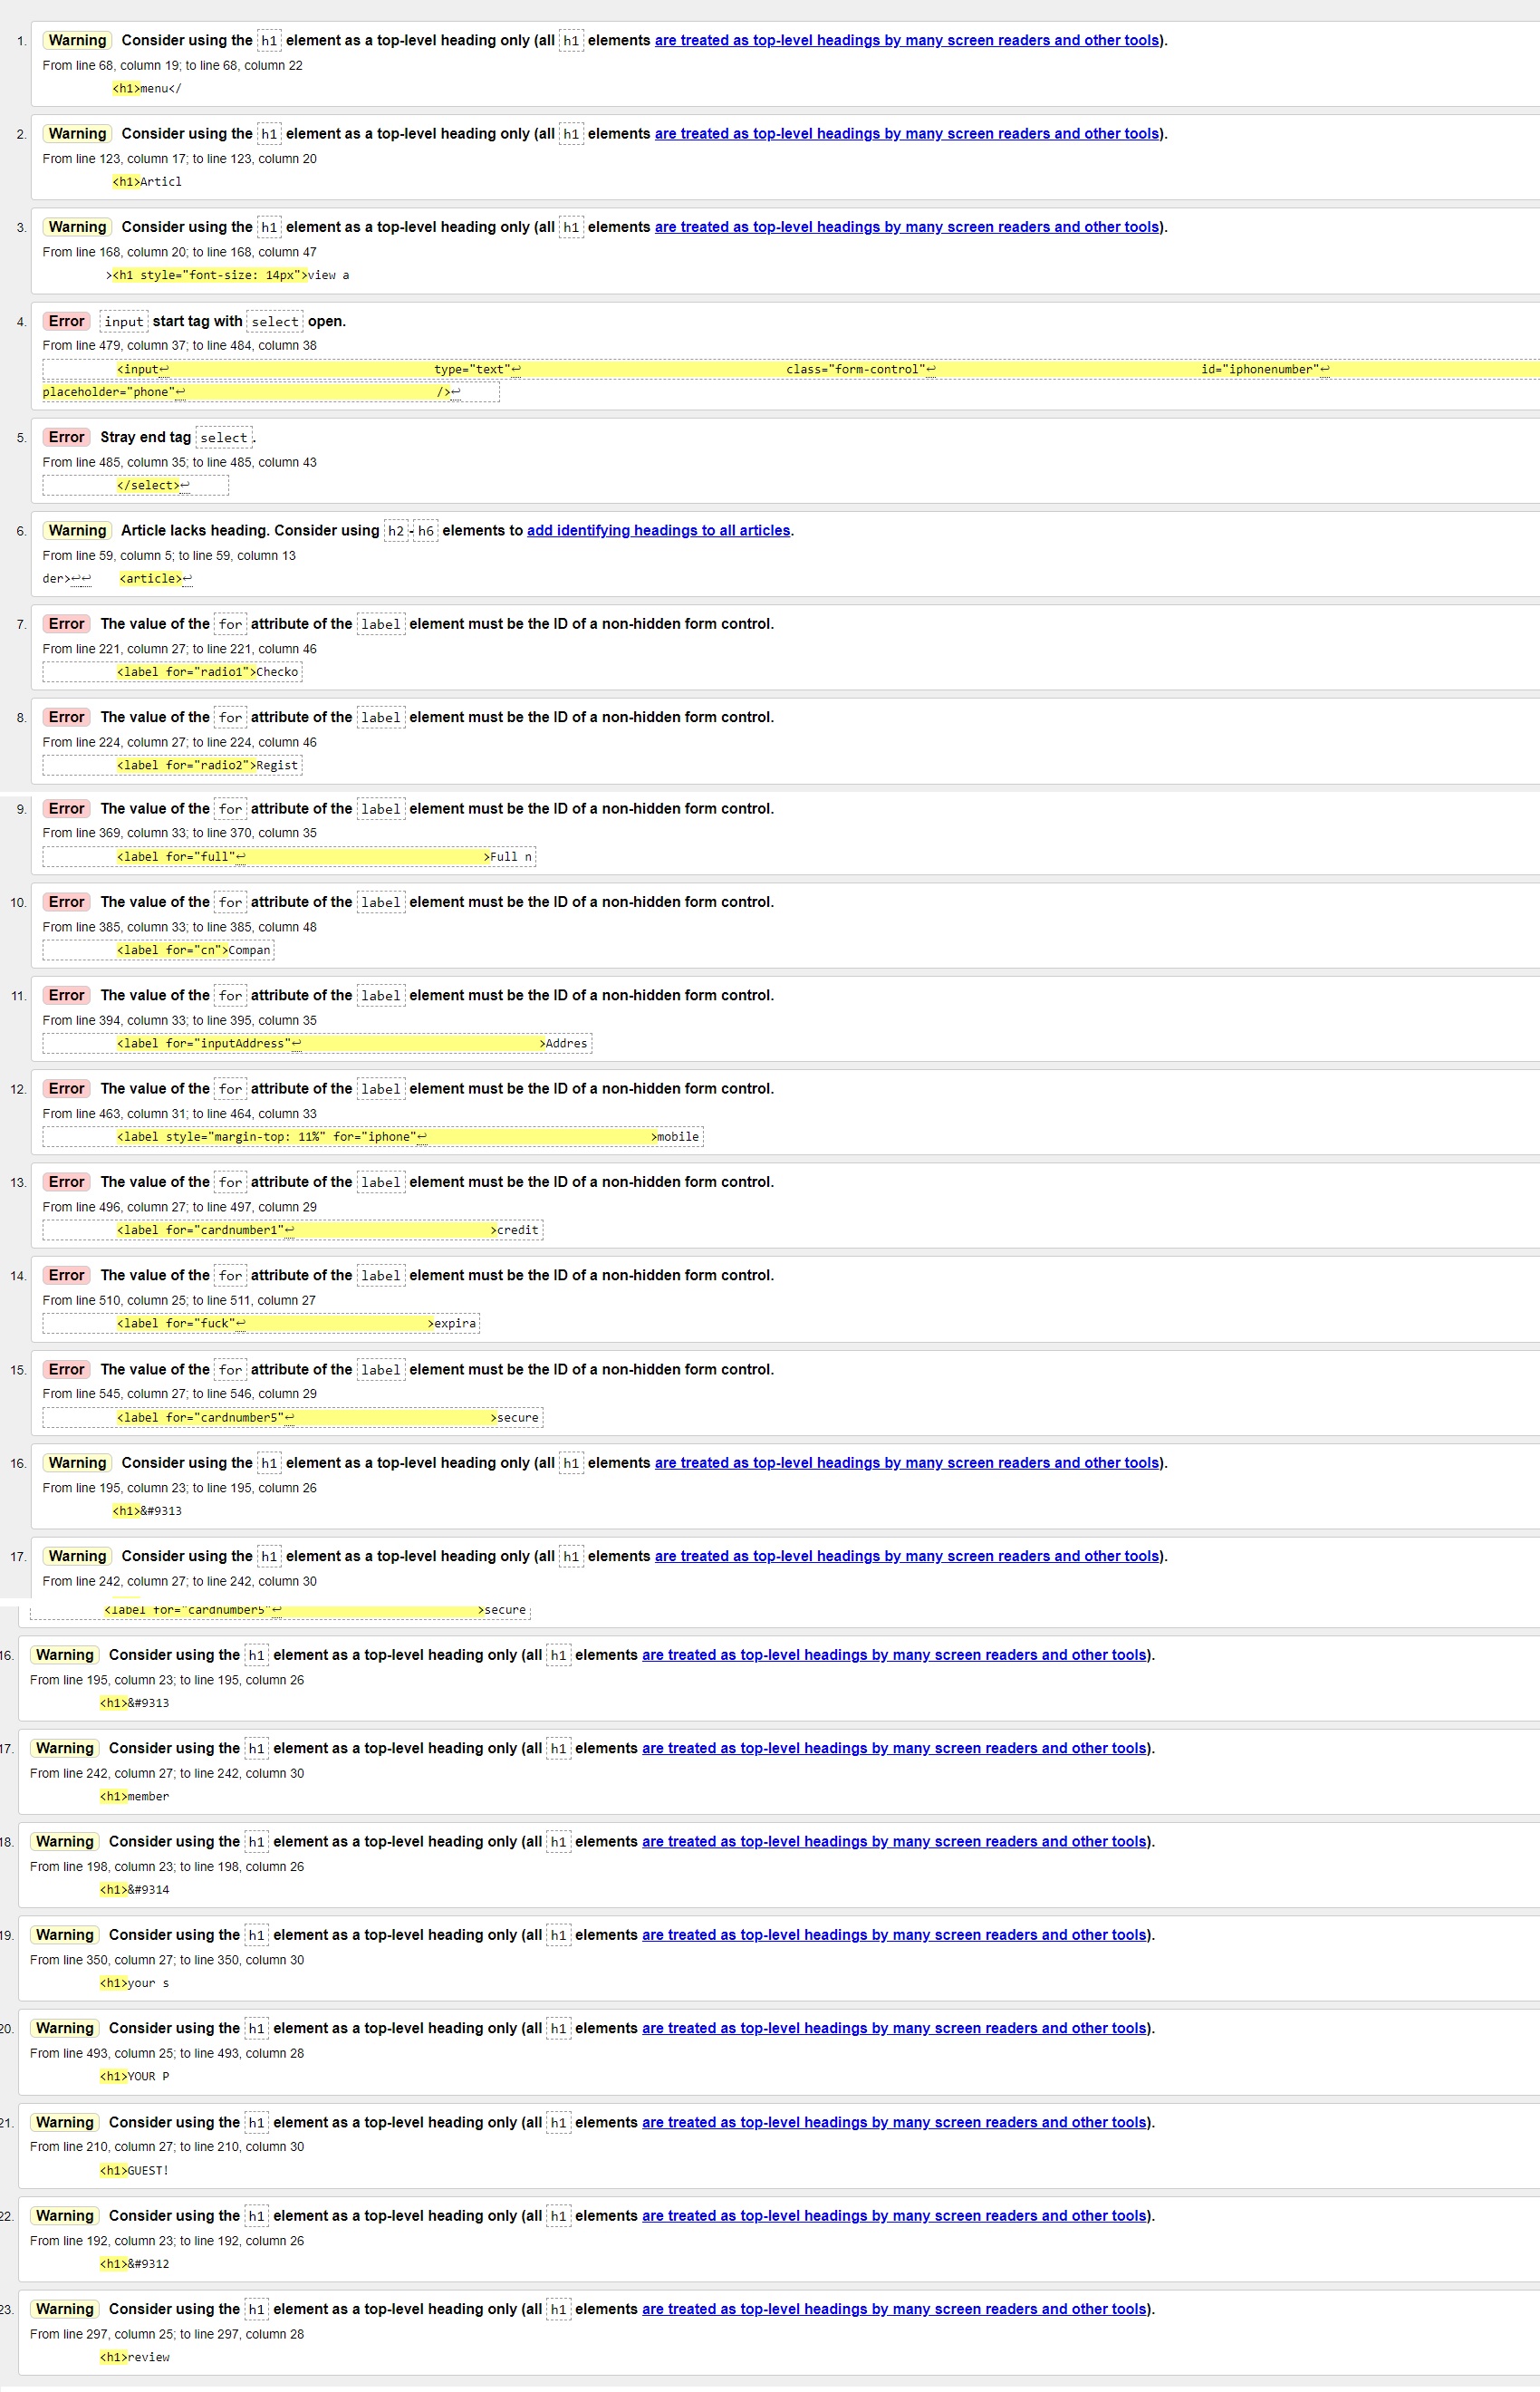 1. Warning Consider using the h1 element as a top-level heading only (all h1 elements are treated as top-level headings by many screen readers and other tools).
From line 68, column 19; to line 68, column 22
<h1>menu</
2. Warning Consider using the h1 element as a top-level heading only (all h1 elements are treated as top-level headings by many screen readers and other tools).
From line 123, column 17; to line 123, column 20
<h1>Articl
3. Warning Consider using the h1 element as a top-level heading only (all h1 elements are treated as top-level headings by many screen readers and other tools).
From line 168, column 20; to line 168, column 47
><h1 style="font-size: 14px">view a
4. Error input start tag with select open.
From line 479, column 37; to line 484, column 38
<input↩ type="text"↩ class="form-control"↩ id="iphonenumber"↩
placeholder="phone"↩ />↩
5. Error Stray end tag select.
From line 485, column 35; to line 485, column 43
</select>↩
6. Warning Article lacks heading. Consider using h2-h6 elements to add identifying headings to all articles.
From line 59, column 5; to line 59, column 13
der>↩↩ <article>↩
7. Error The value of the for attribute of the label element must be the ID of a non-hidden form control.
From line 221, column 27; to line 221, column 46
<label for="radio1">Checko
8. Error The value of the for attribute of the label element must be the ID of a non-hidden form control.
From line 224, column 27; to line 224, column 46
<label for="radio2">Regist
9. Error The value of the for attribute of the label element must be the ID of a non-hidden form control.
From line 369, column 33; to line 370, column 35
<label for="full"↩ >Full n
10. Error The value of the for attribute of the label element must be the ID of a non-hidden form control.
From line 385, column 33; to line 385, column 48
<label for="cn">Compan
11. Error The value of the for attribute of the label element must be the ID of a non-hidden form control.
From line 394, column 33; to line 395, column 35
<label for="inputAddress"↩ >Addres
12. Error The value of the for attribute of the label element must be the ID of a non-hidden form control.
From line 463, column 31; to line 464, column 33
<label style="margin-top: 11%" for="iphone"↩ >mobile
13. Error The value of the for attribute of the label element must be the ID of a non-hidden form control.
From line 496, column 27; to line 497, column 29
<label for="cardnumber1"↩ >credit
14. Error The value of the for attribute of the label element must be the ID of a non-hidden form control.
From line 510, column 25; to line 511, column 27
<label for="fuck"↩ >expira
15. Error The value of the for attribute of the label element must be the ID of a non-hidden form control.
From line 545, column 27; to line 546, column 29
<label for="cardnumber5"↩ >secure
16. Warning Consider using the h1 element as a top-level heading only (all h1 elements are treated as top-level headings by many screen readers and other tools).
From line 195, column 23; to line 195, column 26
<h1>&#9313
17. Warning Consider using the h1 element as a top-level heading only (all h1 elements are treated as top-level headings by many screen readers and other tools).
From line 242, column 27; to line 242, column 30
<label for="cardnumber5"↩ >secure
16. Warning Consider using the h1 element as a top-level heading only (all h1 elements are treated as top-level headings by many screen readers and other tools).
From line 195, column 23; to line 195, column 26
<h1>&#9313
17. Warning Consider using the h1 element as a top-level heading only (all h1 elements are treated as top-level headings by many screen readers and other tools).
From line 242, column 27; to line 242, column 30
<h1>member
18. Warning Consider using the h1 element as a top-level heading only (all h1 elements are treated as top-level headings by many screen readers and other tools).
From line 198, column 23; to line 198, column 26
<h1>&#9314
19. Warning Consider using the h1 element as a top-level heading only (all h1 elements are treated as top-level headings by many screen readers and other tools).
From line 350, column 27; to line 350, column 30
<h1>your s
20. Warning Consider using the h1 element as a top-level heading only (all h1 elements are treated as top-level headings by many screen readers and other tools).
From line 493, column 25; to line 493, column 28
<h1>YOUR P
21. Warning Consider using the h1 element as a top-level heading only (all h1 elements are treated as top-level headings by many screen readers and other tools).
From line 210, column 27; to line 210, column 30
<h1>GUEST!
22. Warning Consider using the h1 element as a top-level heading only (all h1 elements are treated as top-level headings by many screen readers and other tools).
From line 192, column 23; to line 192, column 26
<h1>&#9312
23. Warning Consider using the h1 element as a top-level heading only (all h1 elements are treated as top-level headings by many screen readers and other tools).
From line 297, column 25; to line 297, column 28
<h1>review